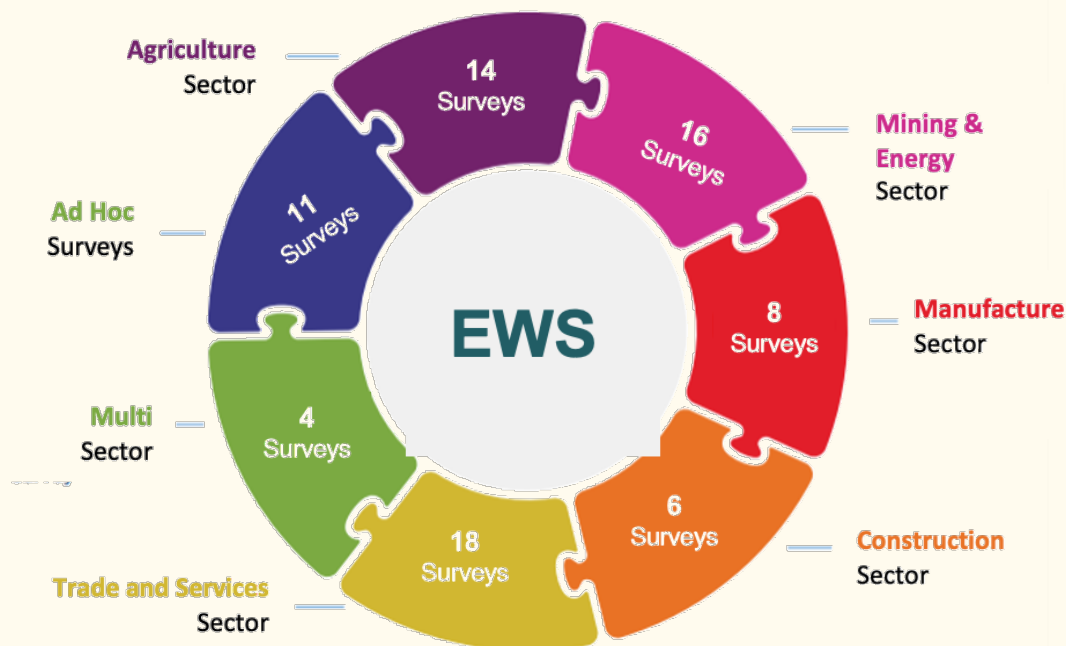 Agriculture
Sector
14
Surveys
16
Surveys
Mining &
Energy
Sector
Ad Hoc
Surveys
11
Surveys
EWS
8
Surveys
Manufacture
Sector
Multi
Sector
4
Surveys
6
Surveys
Construction
Sector
18
Surveys
Trade and Services
Sector